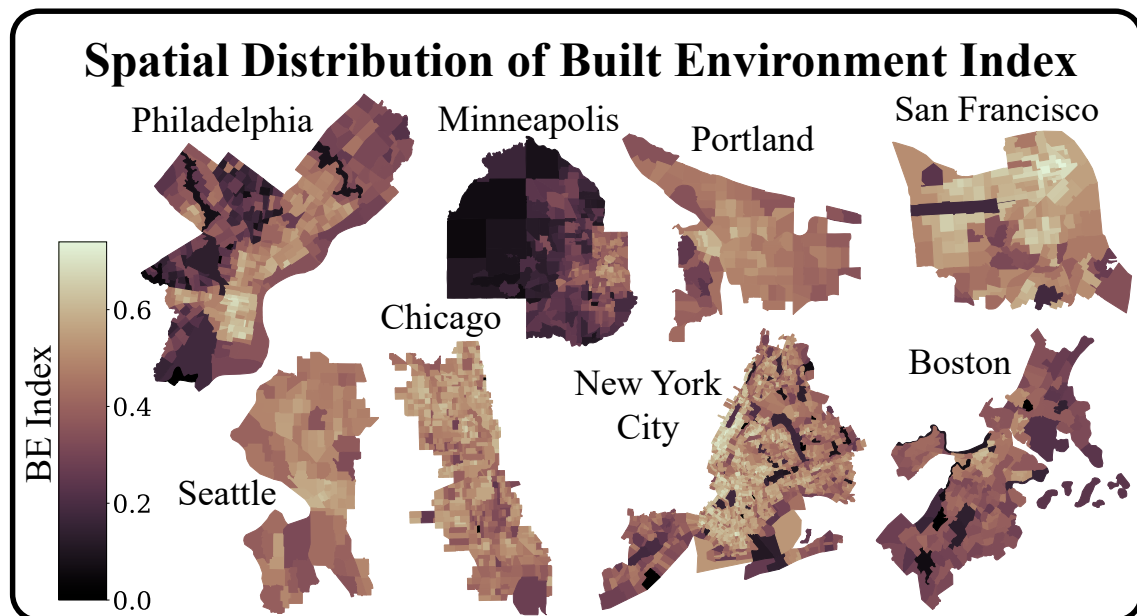 Spatial Distribution of Built Environment Index
Philadelphia
Minneapolis
Portland
San Francisco
Chicago
New York
City
Boston
Seattle
BE Index
0.6
0.4
0.2
0.0